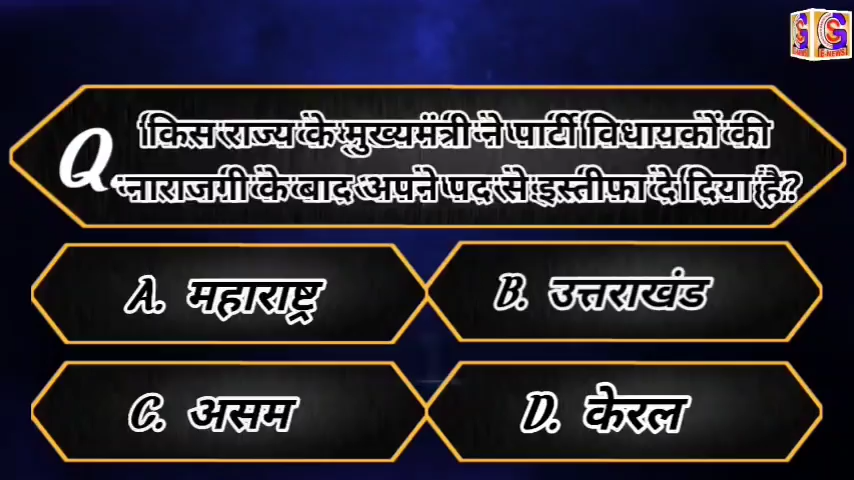 Q किस राज्य के मुख्यमंत्री ने पार्टी विधायकों की
नाराजगी के बाद अपने पद से इस्तीफ़ा दे दिया है?
A. महाराष्ट्र
B. उत्तराखंड
C. असम
D. केरल